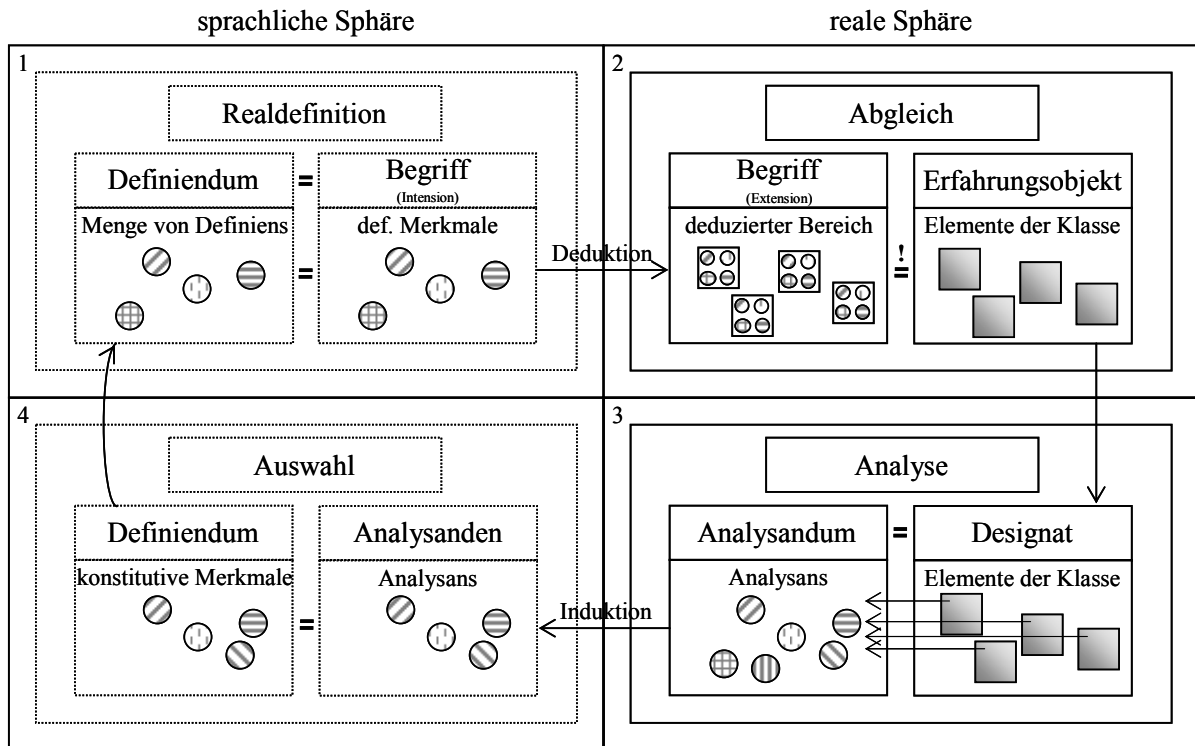 sprachliche Sphäre
reale Sphäre
1
Realdefinition
Definiendum
=
Begriff
(Intension)
Menge von Definiens
=
def. Merkmale
Deduktion
2
Abgleich
Begriff
(Extension)
Erfahrungsobjekt
deduzierter Bereich
!
=
Elemente der Klasse
4
Auswahl
Definiendum
Analysanden
konstitutive Merkmale
=
Analysans
Induktion
3
Analyse
Analysandum
=
Designat
Analysans
Elemente der Klasse